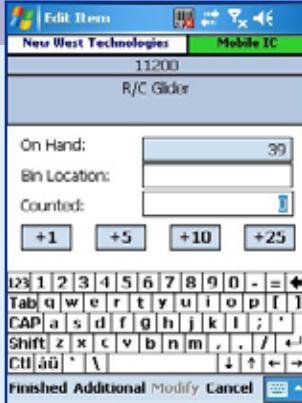 Edit Item
New West Technologies Mobile IC
11200
R/C Glider
On Hand: 39
Bin Location:
Counted: 0
+1 +5 +10 +25
123 1 2 3 4 5 6 7 8 9 0 - =
Tab q w e r t y u i o p [ ]
CAP a s d f g h j k l ; '
Shift z x c v b n m , . /
Ctl áü ` \
Finished Additional Modify Cancel